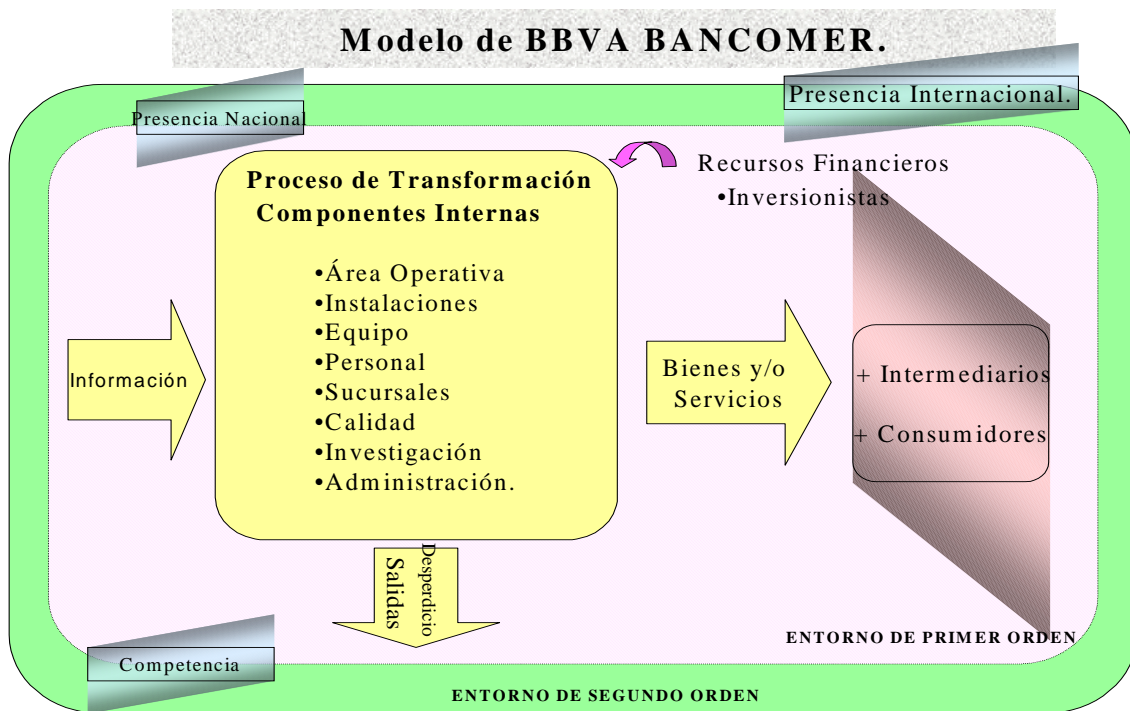 Modelo de BBVA BANCOMER.
Presencia Nacional
Presencia Internacional.
Recursos Financieros
•Inversionistas
Proceso de Transformación
Componentes Internas
•Área Operativa
•Instalaciones
•Equipo
•Personal
•Sucursales
•Calidad
•Investigación
•Administración.
Información
Bienes y/o
Servicios
+ Intermediarios
+ Consumidores
Desperdicio
Salidas
ENTORNO DE PRIMER ORDEN
Competencia
ENTORNO DE SEGUNDO ORDEN